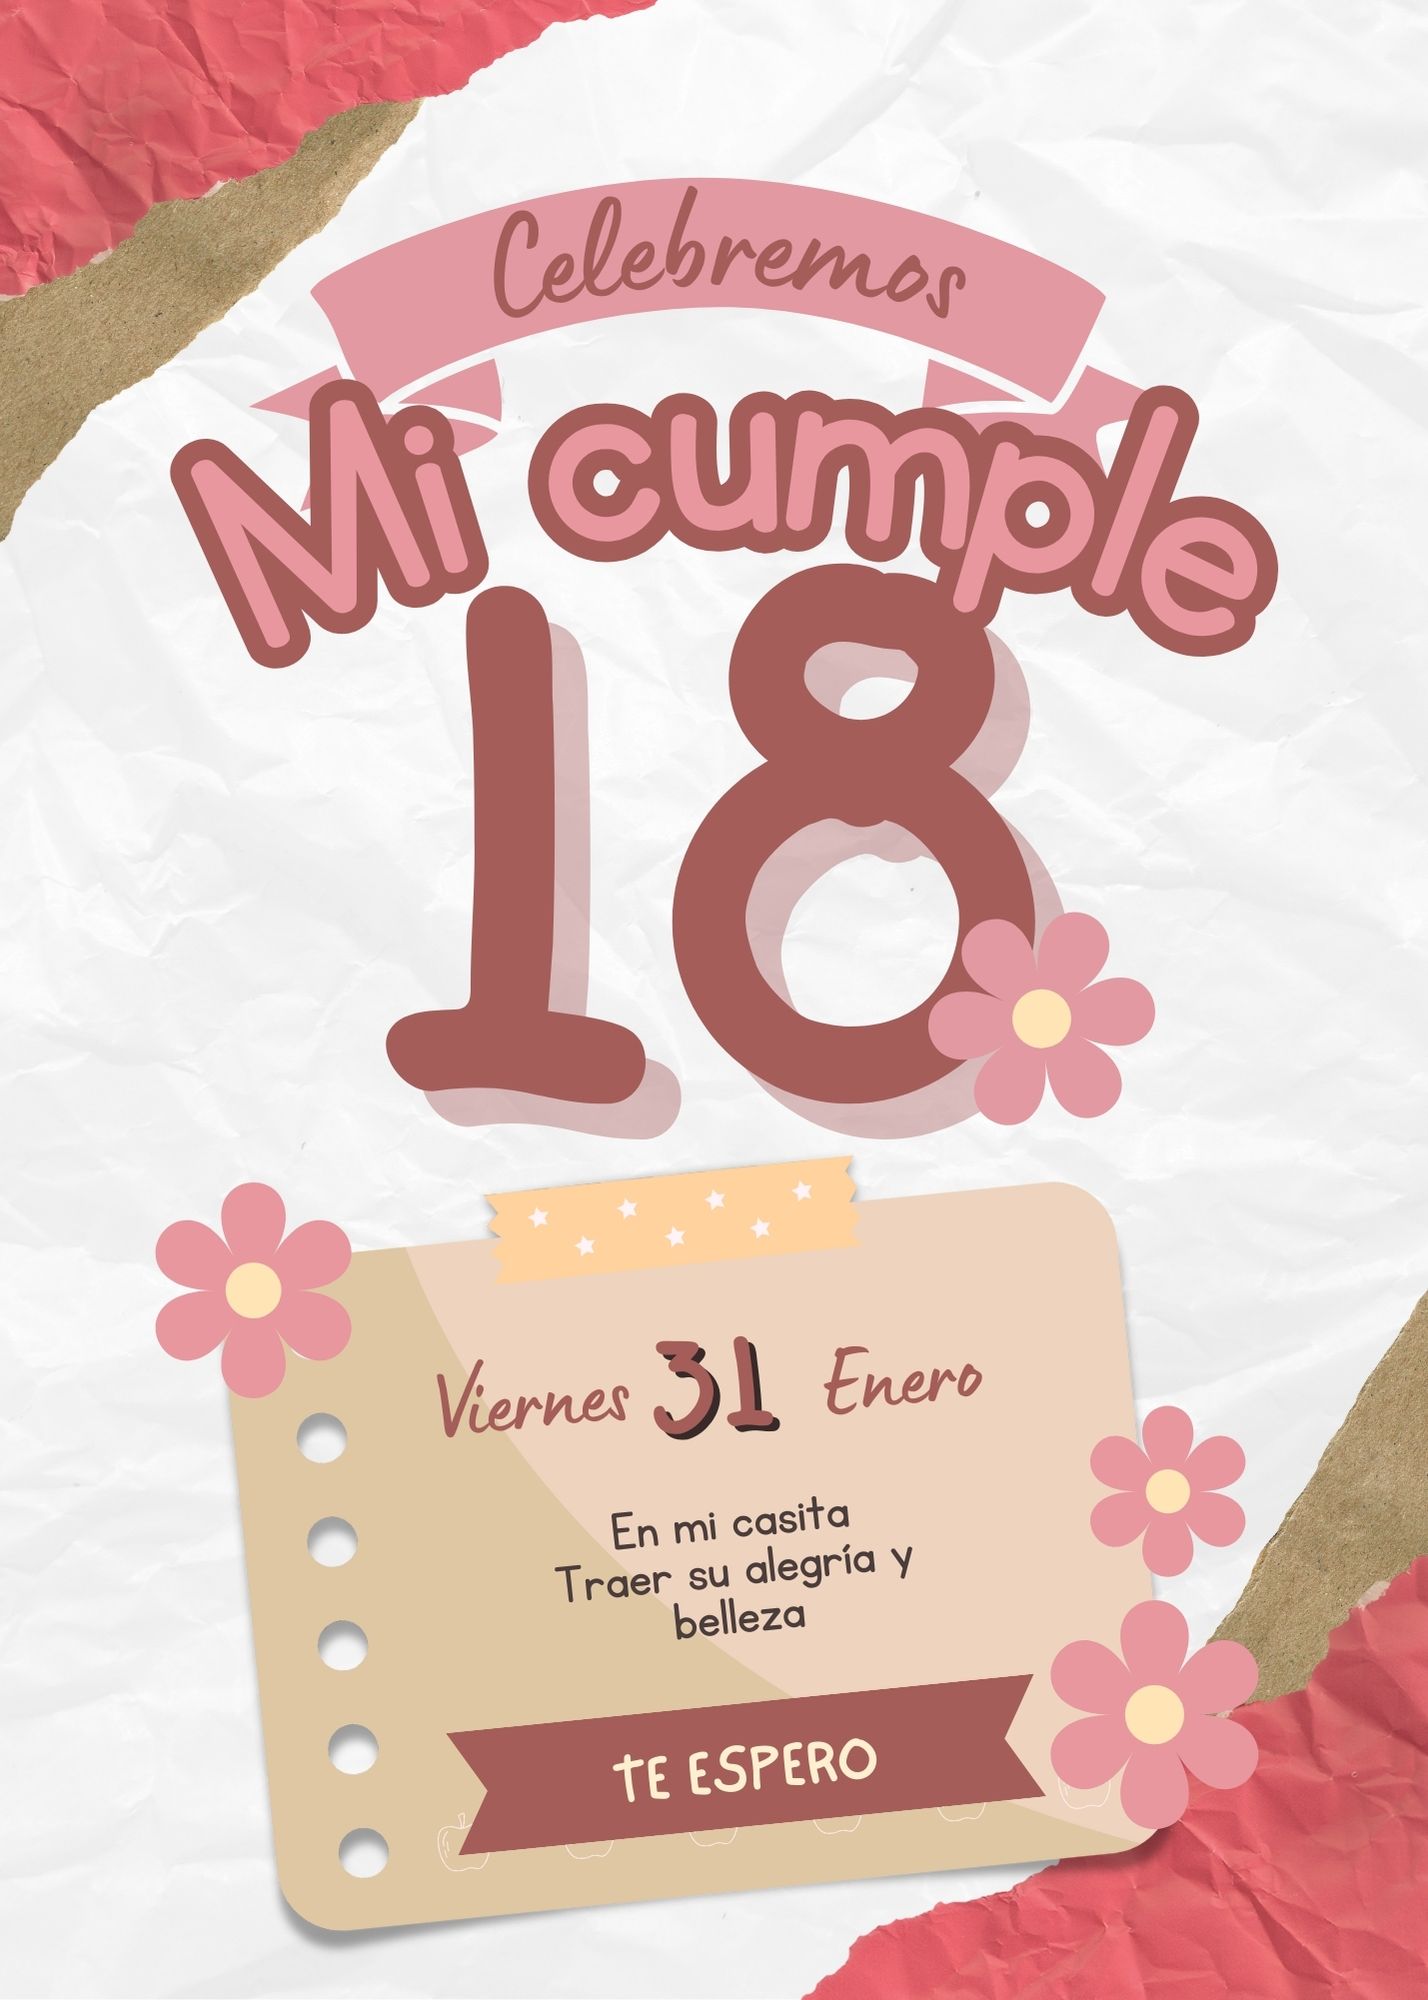 Celebremos
Mi cumple
18
Viernes 31 Enero
En mi casita
Traer su alegría y
belleza
TE ESPERO